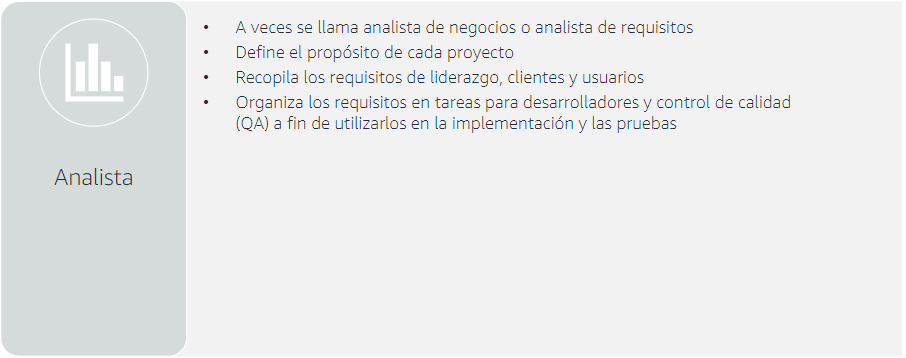 Analista
• A veces se llama analista de negocios o analista de requisitos
• Define el propósito de cada proyecto
• Recopila los requisitos de liderazgo, clientes y usuarios
• Organiza los requisitos en tareas para desarrolladores y control de calidad
(QA) a fin de utilizarlos en la implementación y las pruebas